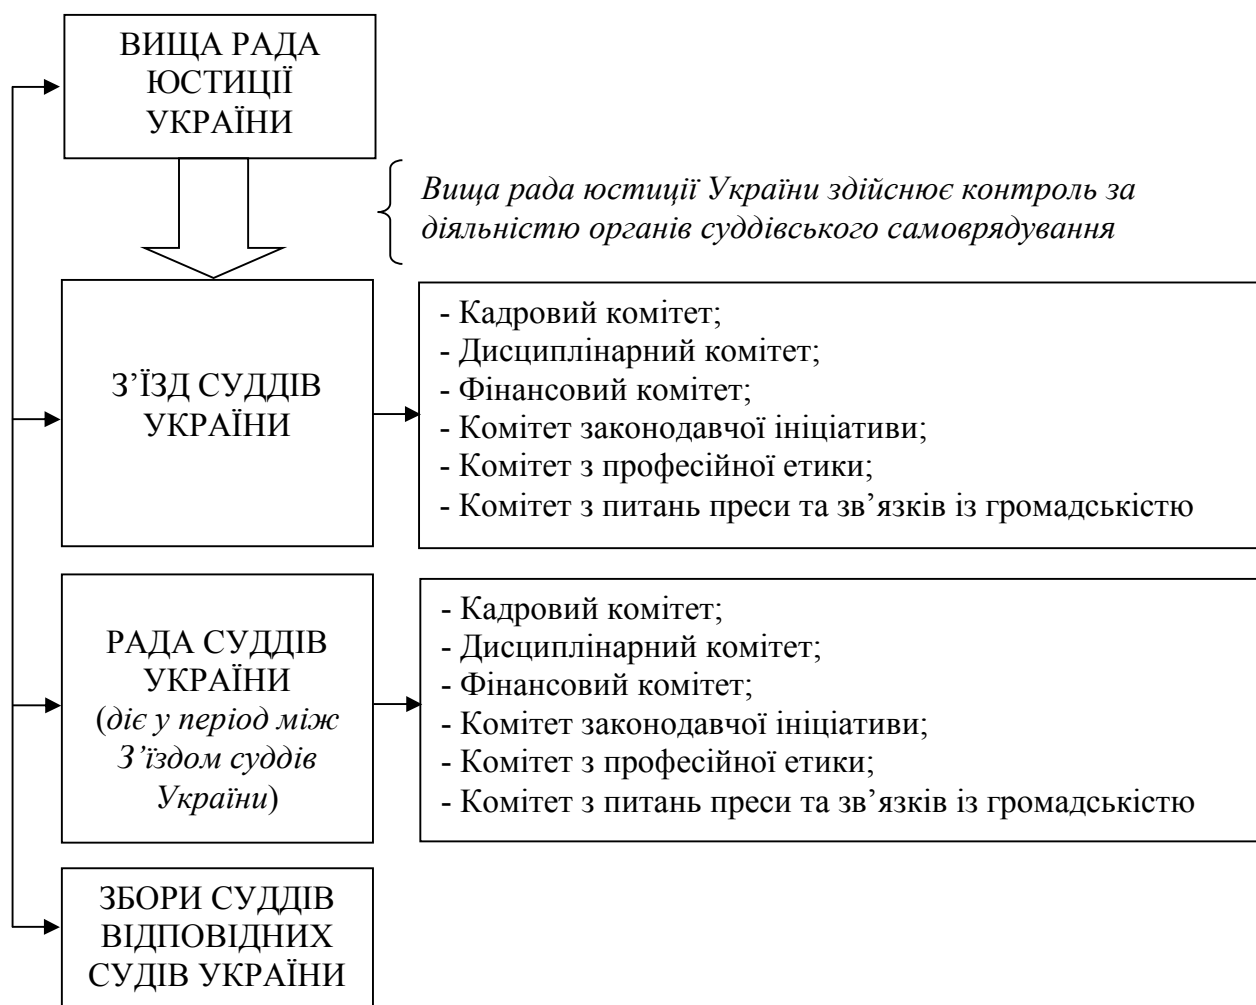 ВИЩА РАДА
ЮСТИЦІЇ
УКРАЇНИ
Вища рада юстиції України здійснює контроль за
діяльністю органів суддівського самоврядування
З’ЇЗД СУДДІВ
УКРАЇНИ
- Кадровий комітет;
- Дисциплінарний комітет;
- Фінансовий комітет;
- Комітет законодавчої ініціативи;
- Комітет з професійної етики;
- Комітет з питань преси та зв’язків із громадськістю
РАДА СУДДІВ
УКРАЇНИ
(діє у період між
З’їздом суддів
України)
- Кадровий комітет;
- Дисциплінарний комітет;
- Фінансовий комітет;
- Комітет законодавчої ініціативи;
- Комітет з професійної етики;
- Комітет з питань преси та зв’язків із громадськістю
ЗБОРИ СУДДІВ
ВІДПОВІДНИХ
СУДІВ УКРАЇНИ